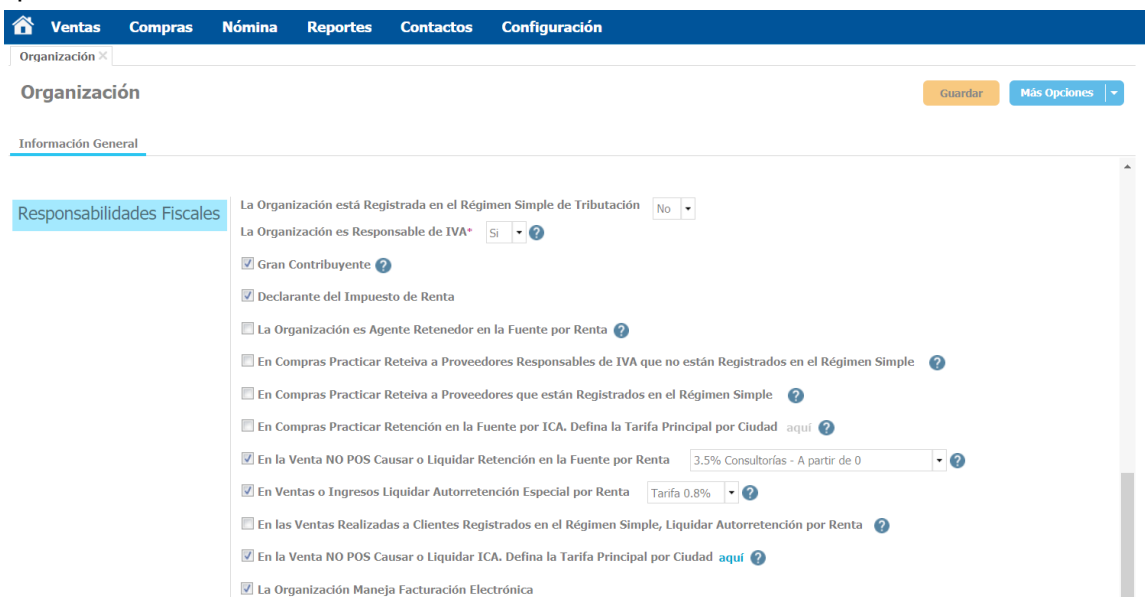 Ventas Compras Nómina Reportes Contactos Configuración
Organización
Organización
Guardar Más Opciones
Información General
Responsabilidades Fiscales
La Organización está Registrada en el Régimen Simple de Tributación No
La Organización es Responsable de IVA* Si ?
Gran Contribuyente ?
Declarante del Impuesto de Renta
La Organización es Agente Retenedor en la Fuente por Renta ?
En Compras Practicar Reteiva a Proveedores Responsables de IVA que no están Registrados en el Régimen Simple ?
En Compras Practicar Reteiva a Proveedores que están Registrados en el Régimen Simple ?
En Compras Practicar Retención en la Fuente por ICA. Defina la Tarifa Principal por Ciudad aquí ?
En la Venta NO POS Causar o Liquidar Retención en la Fuente por Renta 3.5% Consultorías - A partir de 0 ?
En Ventas o Ingresos Liquidar Autorretención Especial por Renta Tarifa 0.8% ?
En las Ventas Realizadas a Clientes Registrados en el Régimen Simple, Liquidar Autorretención por Renta ?
En la Venta NO POS Causar o Liquidar ICA. Defina la Tarifa Principal por Ciudad aquí ?
La Organización Maneja Facturación Electrónica